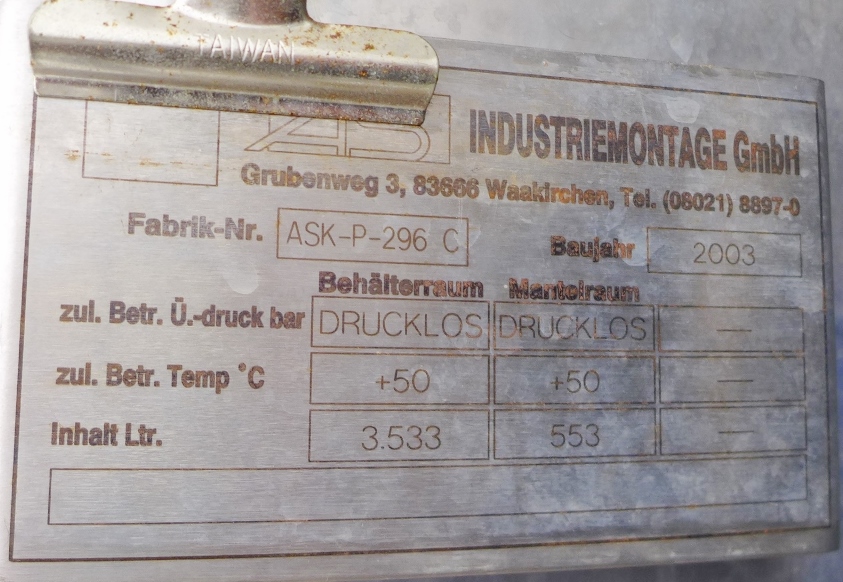 TAIWAN
INDUSTRIEMONTAGE GmbH
Grubenweg 3, 83666 Waakirchen, Tel. (08021) 8897-0
Fabrik-Nr. ASK-P-296 C Baujahr 2003
Behälterraum Mantelraum
zul. Betr. Ü.-druck bar DRUCKLOS DRUCKLOS —
zul. Betr. Temp °C +50 +50 —
Inhalt Ltr. 3.533 553 —